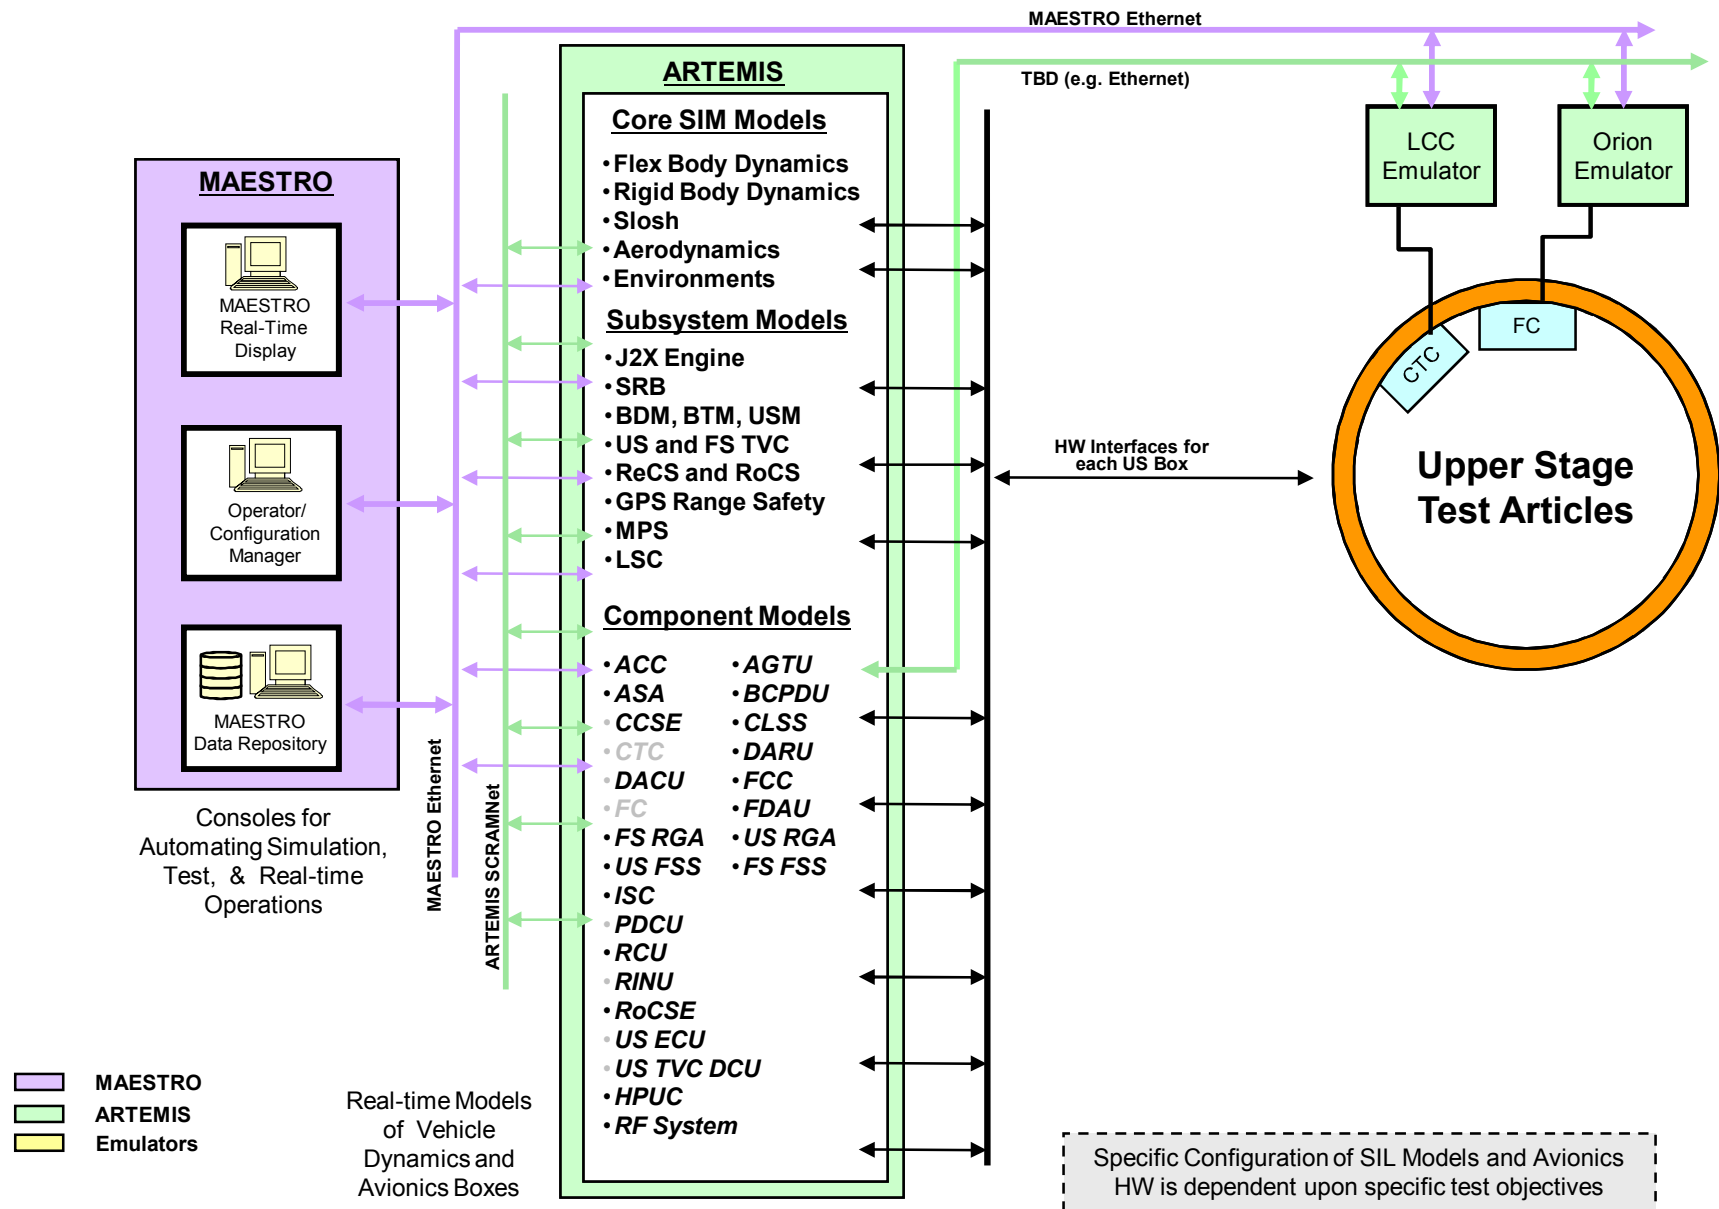 MAESTRO Ethernet
TBD (e.g. Ethernet)
MAESTRO
MAESTRO
Real-Time
Display
Operator/
Configuration
Manager
MAESTRO
Data Repository
Consoles for
Automating Simulation,
Test, & Real-time
Operations
MAESTRO Ethernet
ARTEMIS SCRAMNet
ARTEMIS
Core SIM Models
•Flex Body Dynamics
•Rigid Body Dynamics
•Slosh
•Aerodynamics
•Environments
Subsystem Models
•J2X Engine
•SRB
•BDM, BTM, USM
•US and FS TVC
•ReCS and RoCS
•GPS Range Safety
•MPS
•LSC
Component Models
•ACC
•ASA
•CCSE
•CTC
•DACU
•FC
•FS RGA
•US FSS
•ISC
•PDCU
•RCU
•RINU
•RoCSE
•US ECU
•US TVC DCU
•HPUC
•RF System
•AGTU
•BCPDU
•CLSS
•DARU
•FCC
•FDAU
•US RGA
•FS FSS
HW Interfaces for
each US Box
LCC
Emulator
Orion
Emulator
CTC
FC
Upper Stage
Test Articles
MAESTRO
ARTEMIS
Emulators
Real-time Models
of Vehicle
Dynamics and
Avionics Boxes
Specific Configuration of SIL Models and Avionics
HW is dependent upon specific test objectives